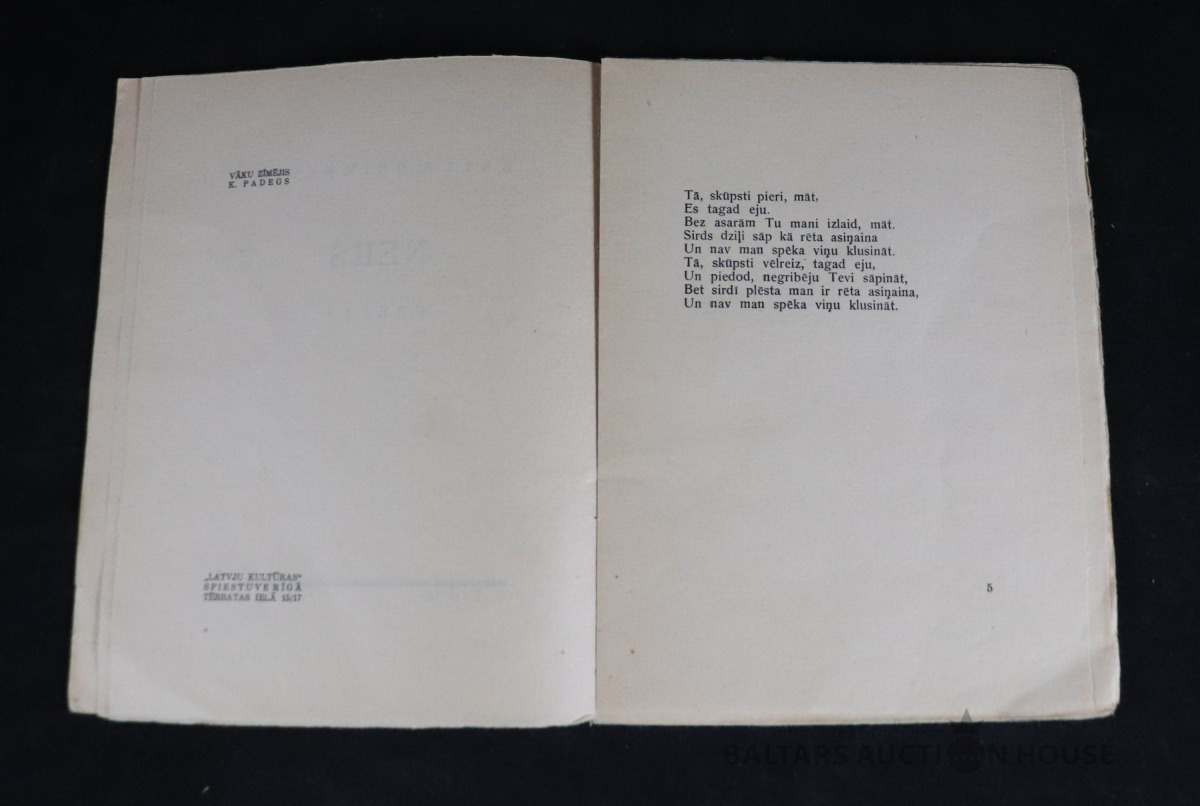 VĀKU ZĪMĒJIS
K. PADEGS
„LATVJU KULTŪRAS“
SPIESTUVE RĪGĀ
TĒRBATAS IELĀ 15/17
Tā, skūpsti pieri, māt,
Es tagad eju.
Bez asarām Tu mani izlaid, māt.
Sirds dziļi sāp kā rēta asiņaina
Un nav man spēka viņu klusināt.
Tā, skūpsti vēlreiz, tagad eju,
Un piedod, negribēju Tevi sāpināt,
Bet sirdī plēsta man ir rēta asiņaina,
Un nav man spēka viņu klusināt.
5
BALTARS AUCTION HOUSE